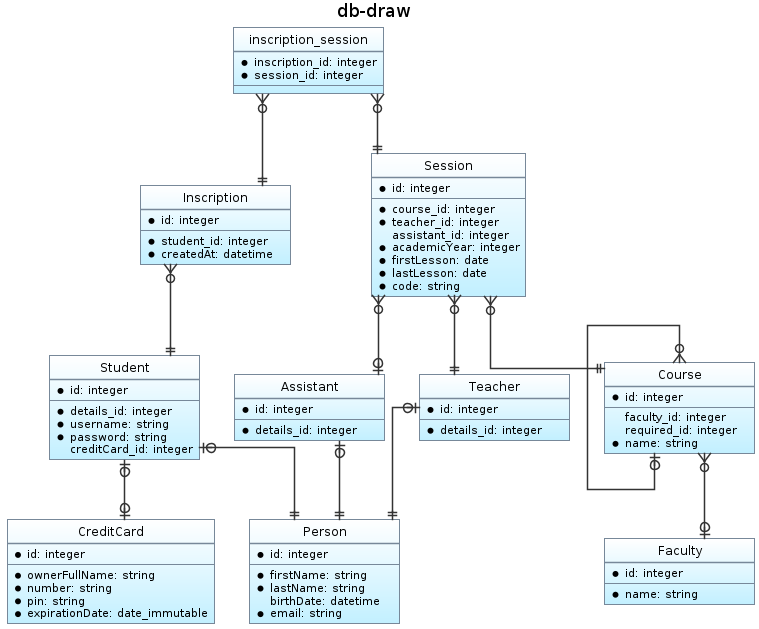 db-draw
inscription_session
● inscription_id: integer
● session_id: integer
Session
● id: integer
● course_id: integer
● teacher_id: integer
assistant_id: integer
● academicYear: integer
● firstLesson: date
● lastLesson: date
● code: string
Inscription
● id: integer
● student_id: integer
● createdAt: datetime
Student
● id: integer
● details_id: integer
● username: string
● password: string
creditCard_id: integer
Assistant
● id: integer
● details_id: integer
Teacher
● id: integer
● details_id: integer
Course
● id: integer
faculty_id: integer
required_id: integer
● name: string
CreditCard
● id: integer
● ownerFullName: string
● number: string
● pin: string
● expirationDate: date_immutable
Person
● id: integer
● firstName: string
● lastName: string
birthDate: datetime
● email: string
Faculty
● id: integer
● name: string